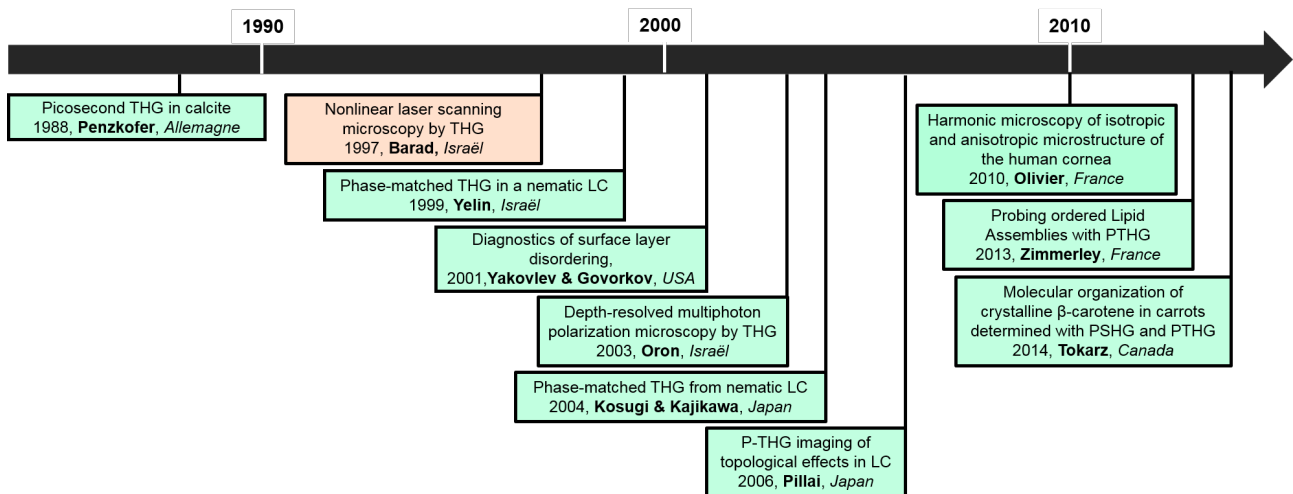 1990
2000
2010
Picosecond THG in calcite
1988, Penzkofer, Allemagne
Nonlinear laser scanning
microscopy by THG
1997, Barad, Israël
Phase-matched THG in a nematic LC
1999, Yelin, Israël
Diagnostics of surface layer
disordering,
2001,Yakovlev & Govorkov, USA
Depth-resolved multiphoton
polarization microscopy by THG
2003, Oron, Israël
Phase-matched THG from nematic LC
2004, Kosugi & Kajikawa, Japan
P-THG imaging of
topological effects in LC
2006, Pillai, Japan
Harmonic microscopy of isotropic
and anisotropic microstructure of
the human cornea
2010, Olivier, France
Probing ordered Lipid
Assemblies with PTHG
2013, Zimmerley, France
Molecular organization of
crystalline β-carotene in carrots
determined with PSHG and PTHG
2014, Tokarz, Canada